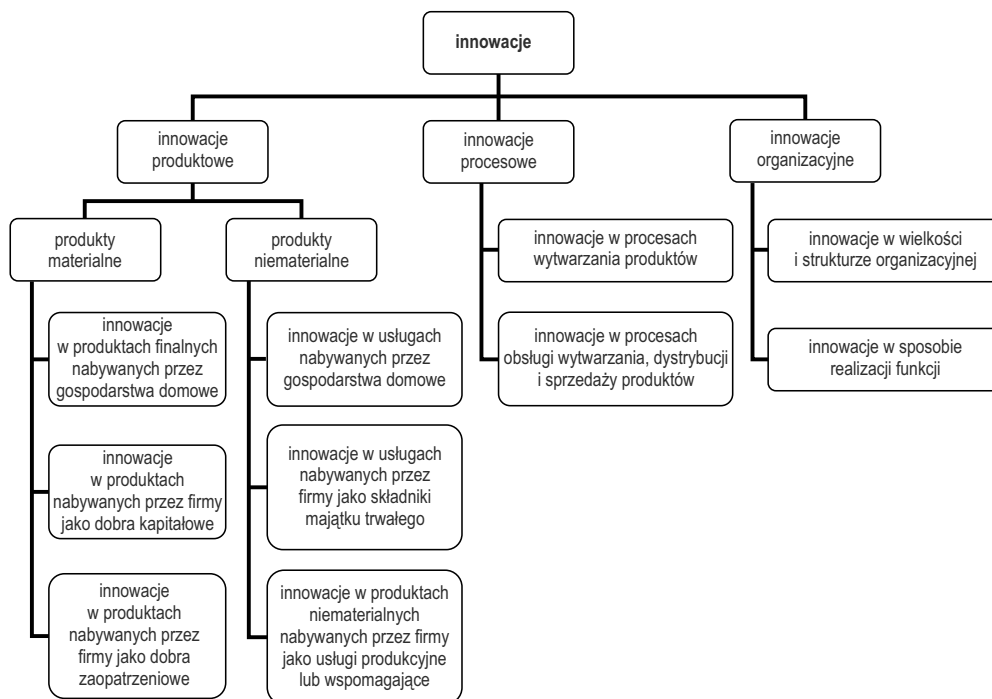 innowacje
innowacje
produktowe
innowacje
procesowe
innowacje
organizacyjne
produkty
materialne
produkty
niematerialne
innowacje w procesach
wytwarzania produktów
innowacje w wielkości
i strukturze organizacyjnej
innowacje
w produktach finalnych
nabywanych przez
gospodarstwa domowe
innowacje w usługach
nabywanych przez
gospodarstwa domowe
innowacje w procesach
obsługi wytwarzania, dystrybucji
i sprzedaży produktów
innowacje w sposobie
realizacji funkcji
innowacje
w produktach
nabywanych przez firmy
jako dobra kapitałowe
innowacje w usługach
nabywanych przez
firmy jako składniki
majątku trwałego
innowacje
w produktach
nabywanych przez
firmy jako dobra
zaopatrzeniowe
innowacje w produktach
niematerialnych
nabywanych przez firmy
jako usługi produkcyjne
lub wspomagające